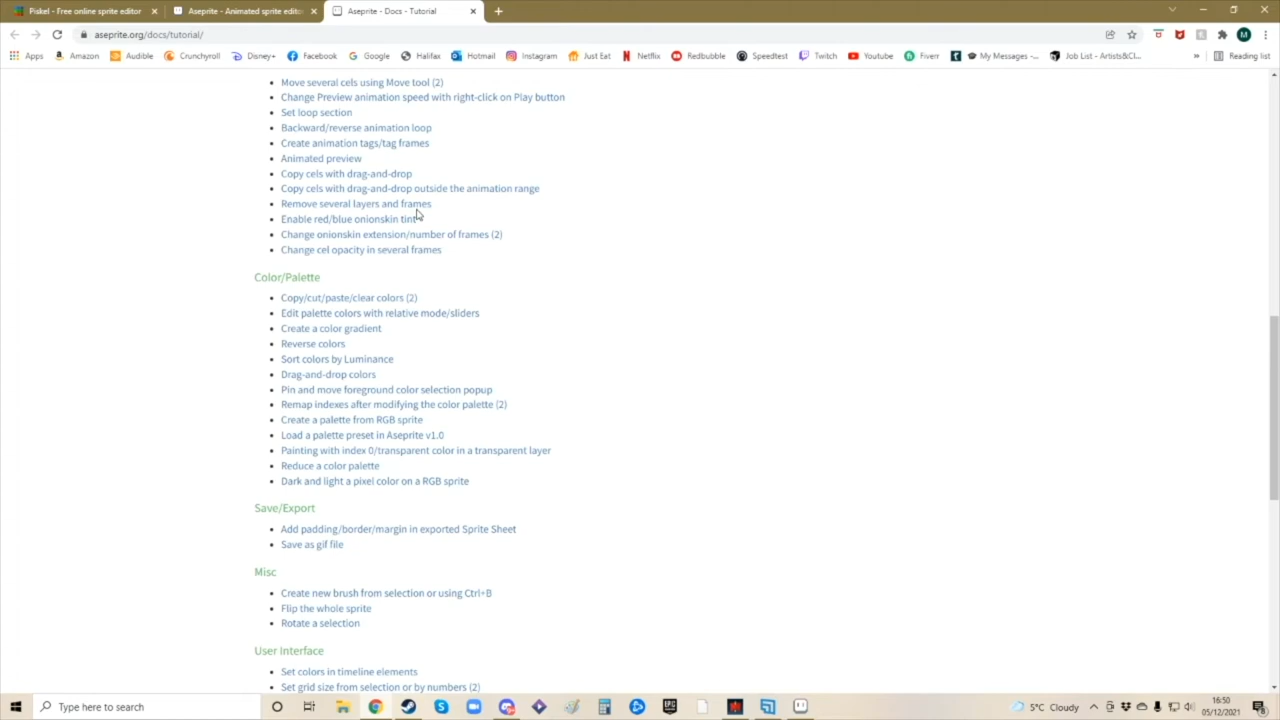 Piskel - Free online sprite editor
Aseprite - Animated sprite edito
Aseprite - Docs - Tutorial
aseprite.org/docs/tutorial/
Apps
Amazon
Audible
Crunchyroll
Disney+
Facebook
Google
Halifax
Hotmail
Instagram
Just Eat
Netflix
Redbubble
Speedtest
Twitch
Youtube
Fiverr
My Messages -...
Job List - Artists&Cl...
»
Reading list
Move several cels using Move tool (2)
Change Preview animation speed with right-click on Play button
Set loop section
Backward/reverse animation loop
Create animation tags/tag frames
Animated preview
Copy cels with drag-and-drop
Copy cels with drag-and-drop outside the animation range
Remove several layers and frames
Enable red/blue onionskin tint
Change onionskin extension/number of frames (2)
Change cel opacity in several frames
Color/Palette
Copy/cut/paste/clear colors (2)
Edit palette colors with relative mode/sliders
Create a color gradient
Reverse colors
Sort colors by Luminance
Drag-and-drop colors
Pin and move foreground color selection popup
Remap indexes after modifying the color palette (2)
Create a palette from RGB sprite
Load a palette preset in Aseprite v1.0
Painting with index 0/transparent color in a transparent layer
Reduce a color palette
Dark and light a pixel color on a RGB sprite
Save/Export
Add padding/border/margin in exported Sprite Sheet
Save as gif file
Misc
Create new brush from selection or using Ctrl+B
Flip the whole sprite
Rotate a selection
User Interface
Set colors in timeline elements
Set grid size from selection or by numbers (2)
Type here to search
5°C Cloudy
16:50
05/12/2021